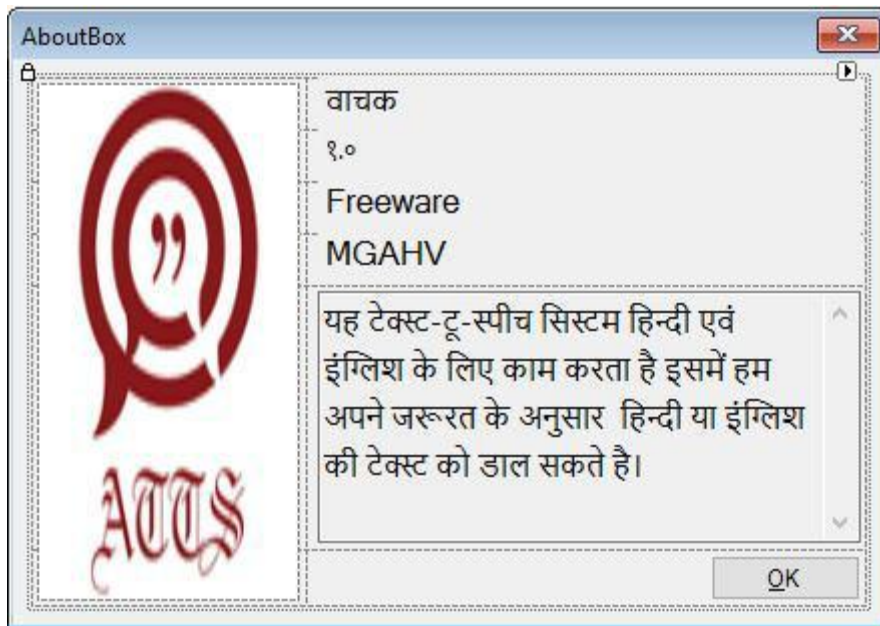 AboutBox
वाचक
१.०
Freeware
MGAHV
यह टेक्स्ट-टू-स्पीच सिस्टम हिन्दी एवं
इंग्लिश के लिए काम करता है इसमें हम
अपने जरूरत के अनुसार  हिन्दी या इंग्लिश
की टेक्स्ट को डाल सकते है।
ATTS
OK